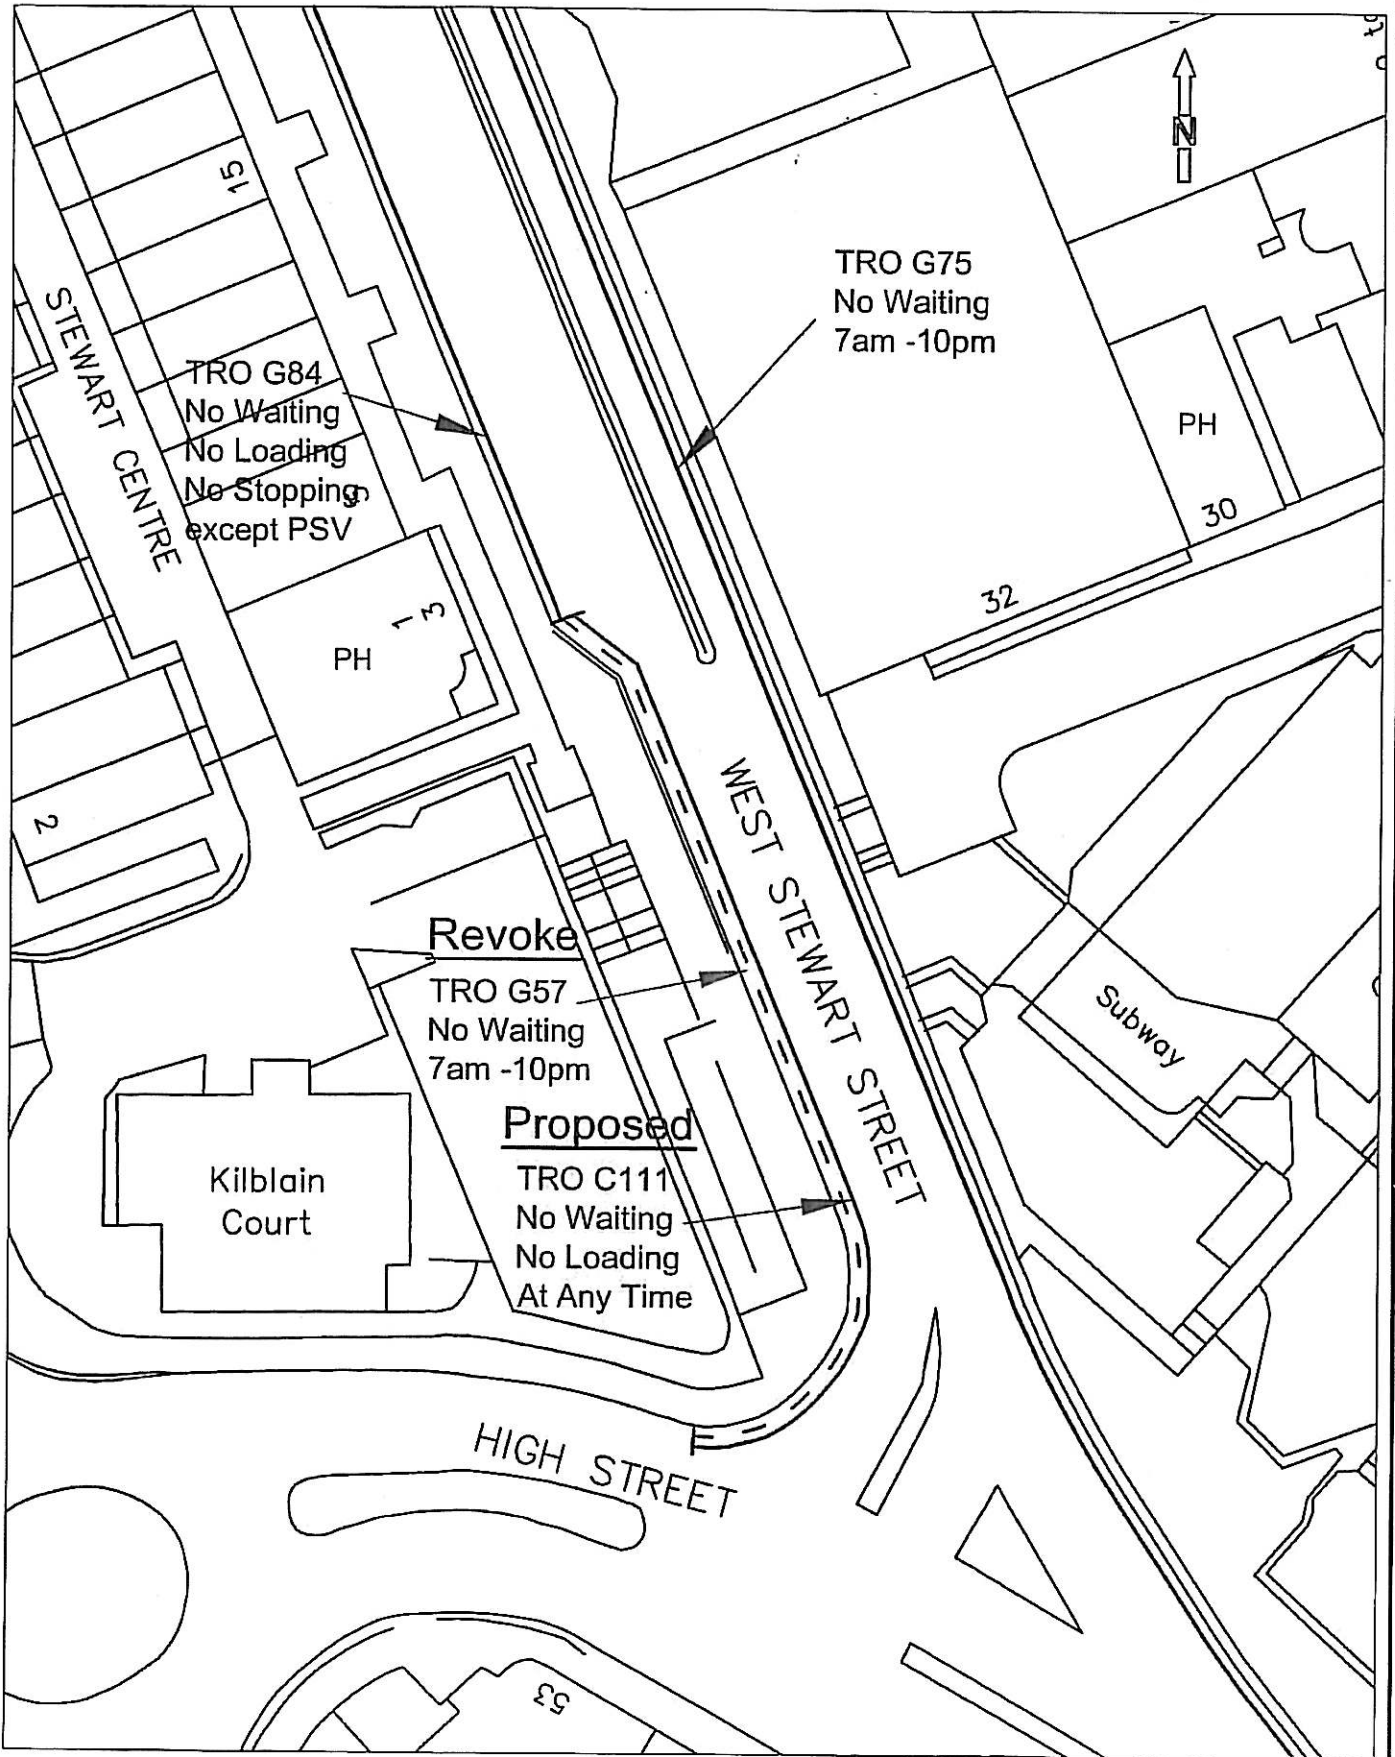 N
15
STEWART CENTRE
TRO G75
No Waiting
7am -10pm
TRO G84
No Waiting
No Loading
No Stopping
except PSV
5
PH
30
32
1
3
PH
2
WEST STEWART STREET
Revoke
TRO G57
No Waiting
7am -10pm
Subway
Proposed
TRO C111
No Waiting
No Loading
At Any Time
Kilblain
Court
HIGH STREET
53